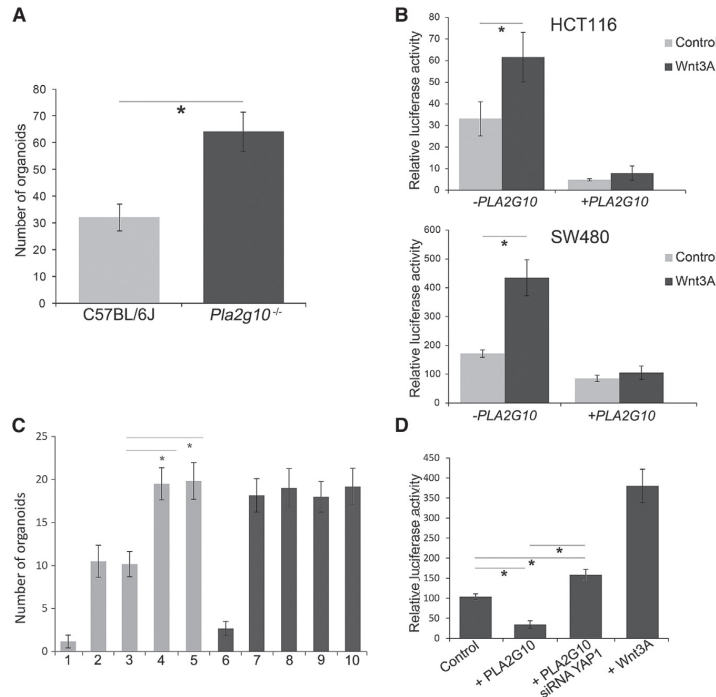 A
Number of organoids
80
70
60
50
40
30
20
10
0
*
C57BL/6J
Pla2g10 -/-
B
HCT116
Relative luciferase activity
80
70
60
50
40
30
20
10
0
*
Control
Wnt3A
-PLA2G10
+PLA2G10
SW480
Relative luciferase activity
600
500
400
300
200
100
0
*
Control
Wnt3A
-PLA2G10
+PLA2G10
C
Number of organoids
25
20
15
10
5
0
*
*
1 2 3 4 5 6 7 8 9 10
D
Relative luciferase activity
450
400
350
300
250
200
150
100
50
0
*
*
*
Control
+ PLA2G10
+ PLA2G10
siRNA YAP1
+ Wnt3A